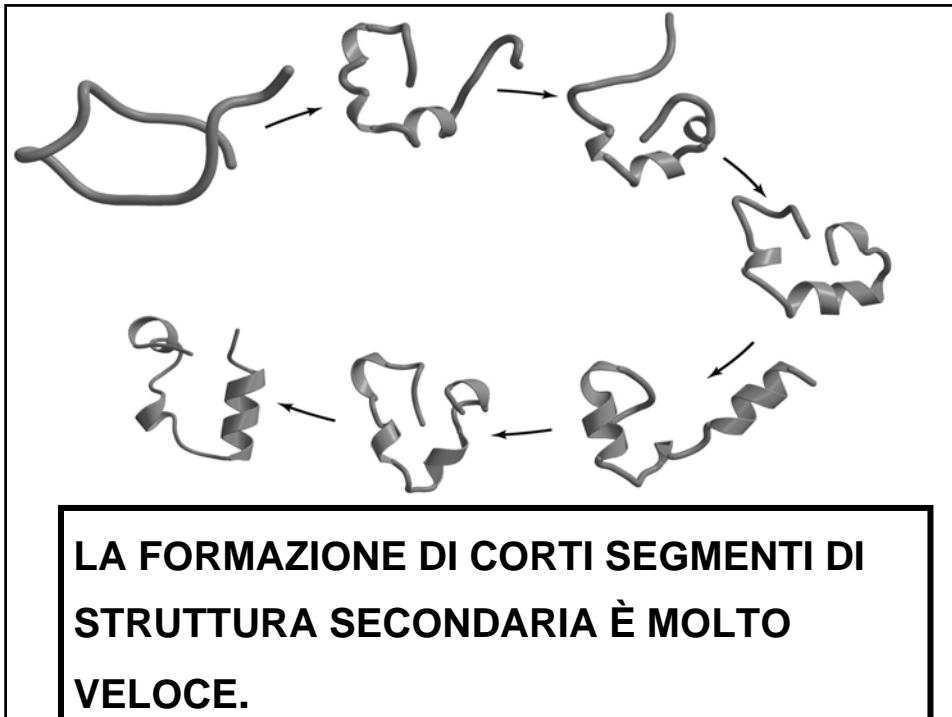 LA FORMAZIONE DI CORTI SEGMENTI DI
STRUTTURA SECONDARIA È MOLTO
VELOCE.